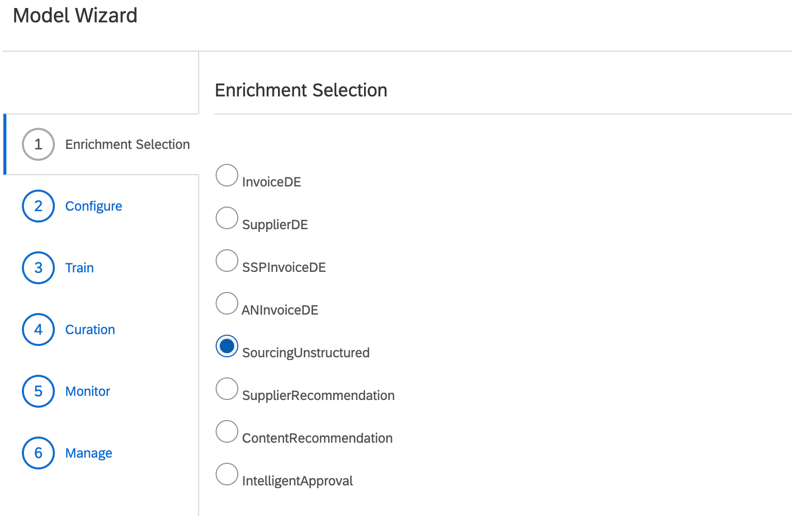 Model Wizard
Enrichment Selection
1 Enrichment Selection
2 Configure
3 Train
4 Curation
5 Monitor
6 Manage
InvoiceDE
SupplierDE
SSPInvoiceDE
ANInvoiceDE
SourcingUnstructured
SupplierRecommendation
ContentRecommendation
IntelligentApproval